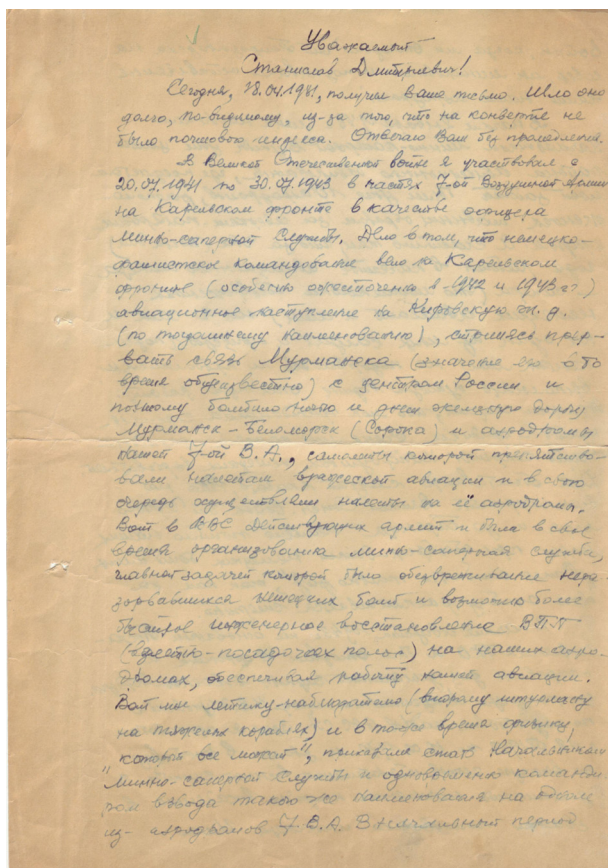 Уважаемый
Станислав Дмитриевич!
Сегодня, 28.04.1981, получил ваше письмо. Шло оно
долго, по-видимому, из-за того, что на конверте не
было почтового индекса. Отвечаю Вам без промедления.
В Великой Отечественной войне я участвовал с
20.07.1941 по 30.07.1943 в частях 7-ой Воздушной Армии
на Карельском фронте в качестве офицера
минно-саперной службы. Дело в том, что немецко-
фашистское командование вело на Карельском
фронте (особенно ожесточенно в 1942 и 1943 гг)
авиационное наступление на Кировскую ж. д.
(по тогдашнему наименованию), стремясь прер-
вать связь Мурманска (значение его в то
время общеизвестно) с центром России и
поэтому бомбило ночью и днем железную дорогу
Мурманск - Беломорск (Сорока) и аэродромы
нашей 7-ой В.А., самолеты которой препятство-
вали налетам вражеской авиации и в свою
очередь осуществляли налеты на её аэродромы.
Вот в ВВС действующих армий и была в свое
время организована минно-саперная служба,
главной задачей которой было обезвреживание нера-
зорвавшихся немецких бомб и возможно более
быстрое инженерное восстановление ВПП
(взлетно-посадочных полос) на наших аэро-
дромах, обеспечивая работу нашей авиации.
Вот мне летчику-наблюдателю (второму штурману
на тяжелых кораблях) и в то же время физику,
"который все может", приказали стать Начальником
минно-саперной службы и одновременно команди-
ром взвода такого же наименования на одном
из аэродромов 7.В.А. В период